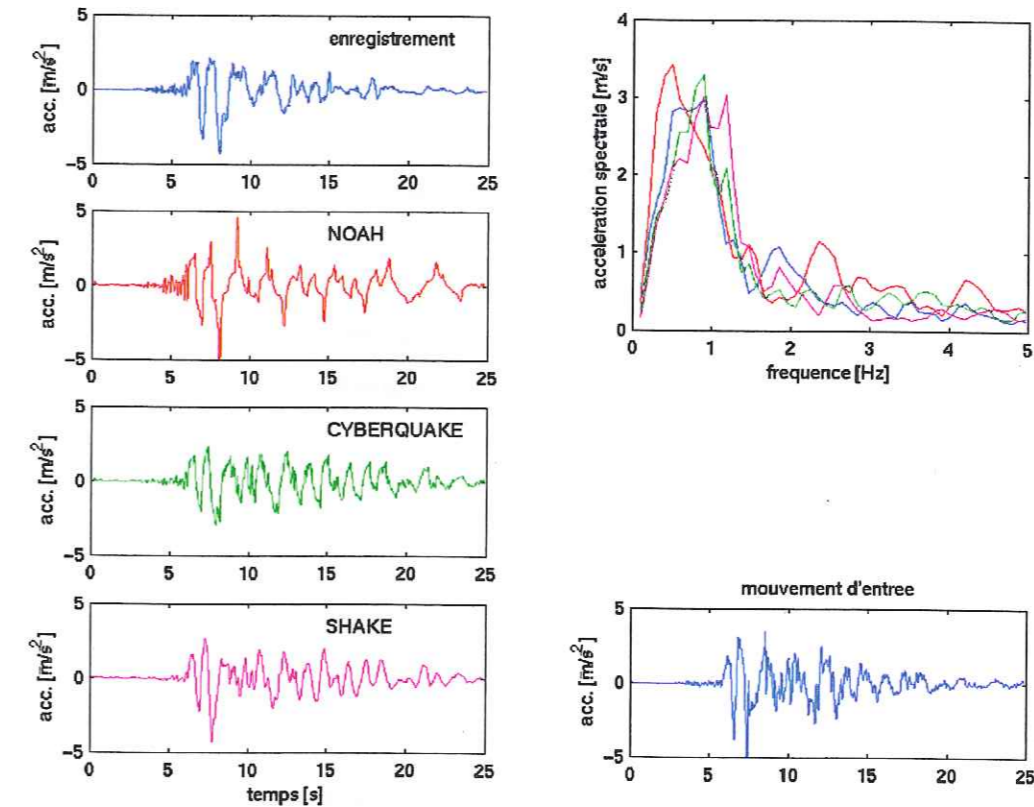 enregistrement
acc. [m/s²]
5
0
−5
0 5 10 15 20 25
NOAH
acc. [m/s²]
5
0
−5
0 5 10 15 20 25
CYBERQUAKE
acc. [m/s²]
5
0
−5
0 5 10 15 20 25
SHAKE
acc. [m/s²]
5
0
−5
0 5 10 15 20 25
temps [s]
acceleration spectrale [m/s]
4
3
2
1
0
0 1 2 3 4 5
frequence [Hz]
mouvement d'entree
acc. [m/s²]
5
0
−5
0 5 10 15 20 25